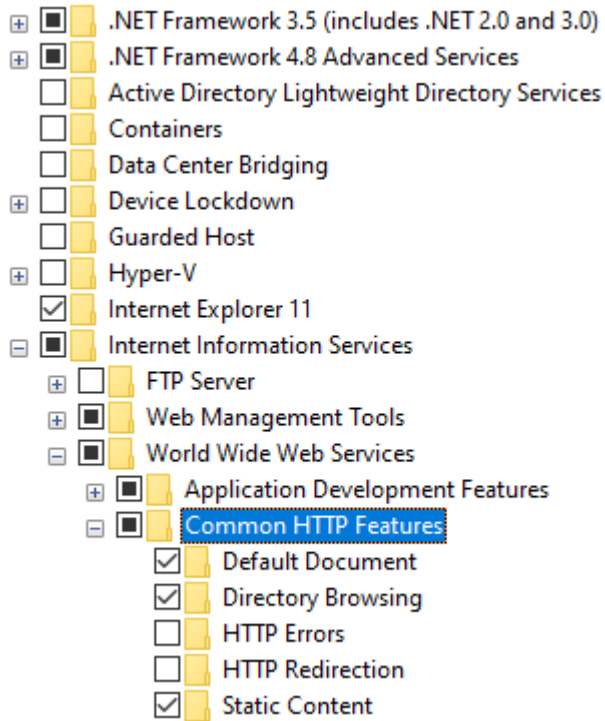 .NET Framework 3.5 (includes .NET 2.0 and 3.0)
.NET Framework 4.8 Advanced Services
Active Directory Lightweight Directory Services
Containers
Data Center Bridging
Device Lockdown
Guarded Host
Hyper-V
Internet Explorer 11
Internet Information Services
FTP Server
Web Management Tools
World Wide Web Services
Application Development Features
Common HTTP Features
Default Document
Directory Browsing
HTTP Errors
HTTP Redirection
Static Content